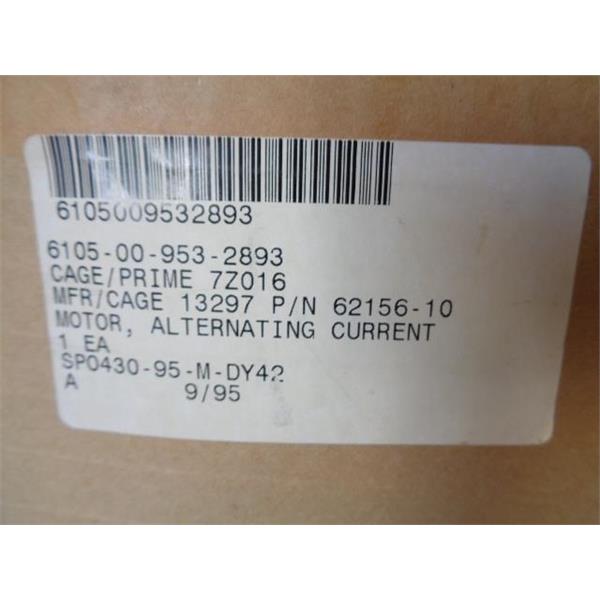 6105009532893
6105-00-953-2893
CAGE/PRIME 7Z016
MFR/CAGE 13297 P/N 62156-10
MOTOR, ALTERNATING CURRENT
1 EA
SP0430-95-M-DY42
A 9/95